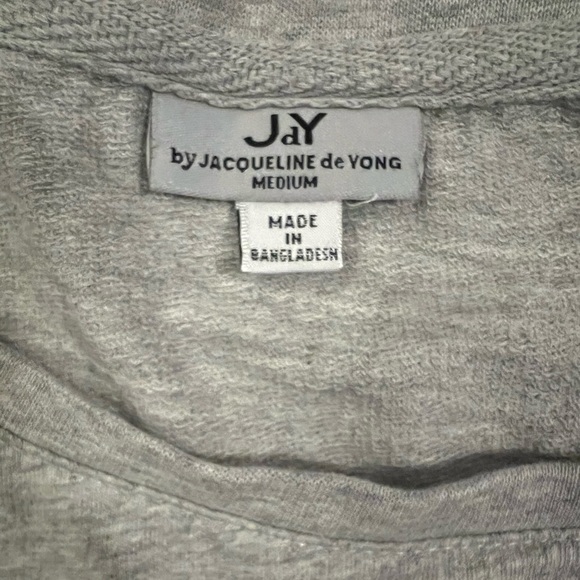 JdY
by JACQUELINE de YONG
MEDIUM
MADE
IN
BANGLADESH